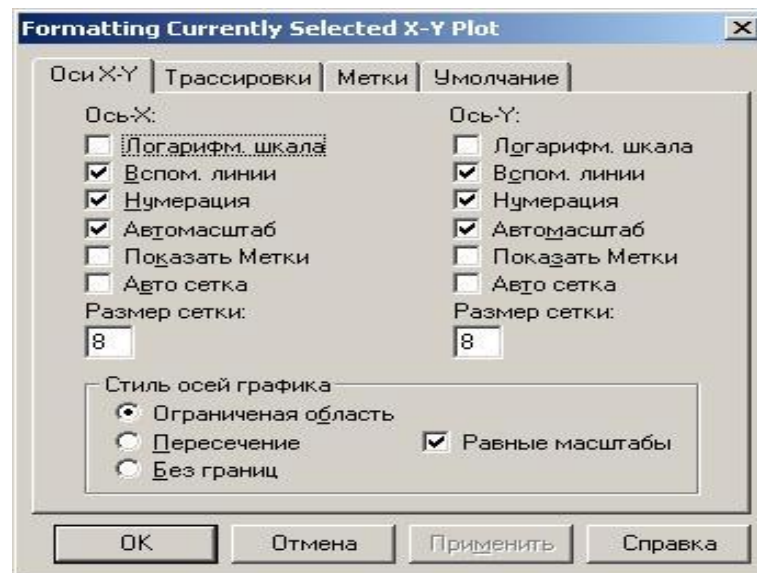 Formatting Currently Selected X-Y Plot
Оси X-Y Трассировки Метки Умолчание
Ось-X: Ось-Y:
Логарифм. шкала Логарифм. шкала
Вспом. линии Вспом. линии
Нумерация Нумерация
Автомасштаб Автомасштаб
Показать Метки Показать Метки
Авто сетка Авто сетка
Размер сетки: Размер сетки:
8 8
Стиль осей графика
Ограниченая область
Пересечение Равные масштабы
Без границ
OK Отмена Применить Справка